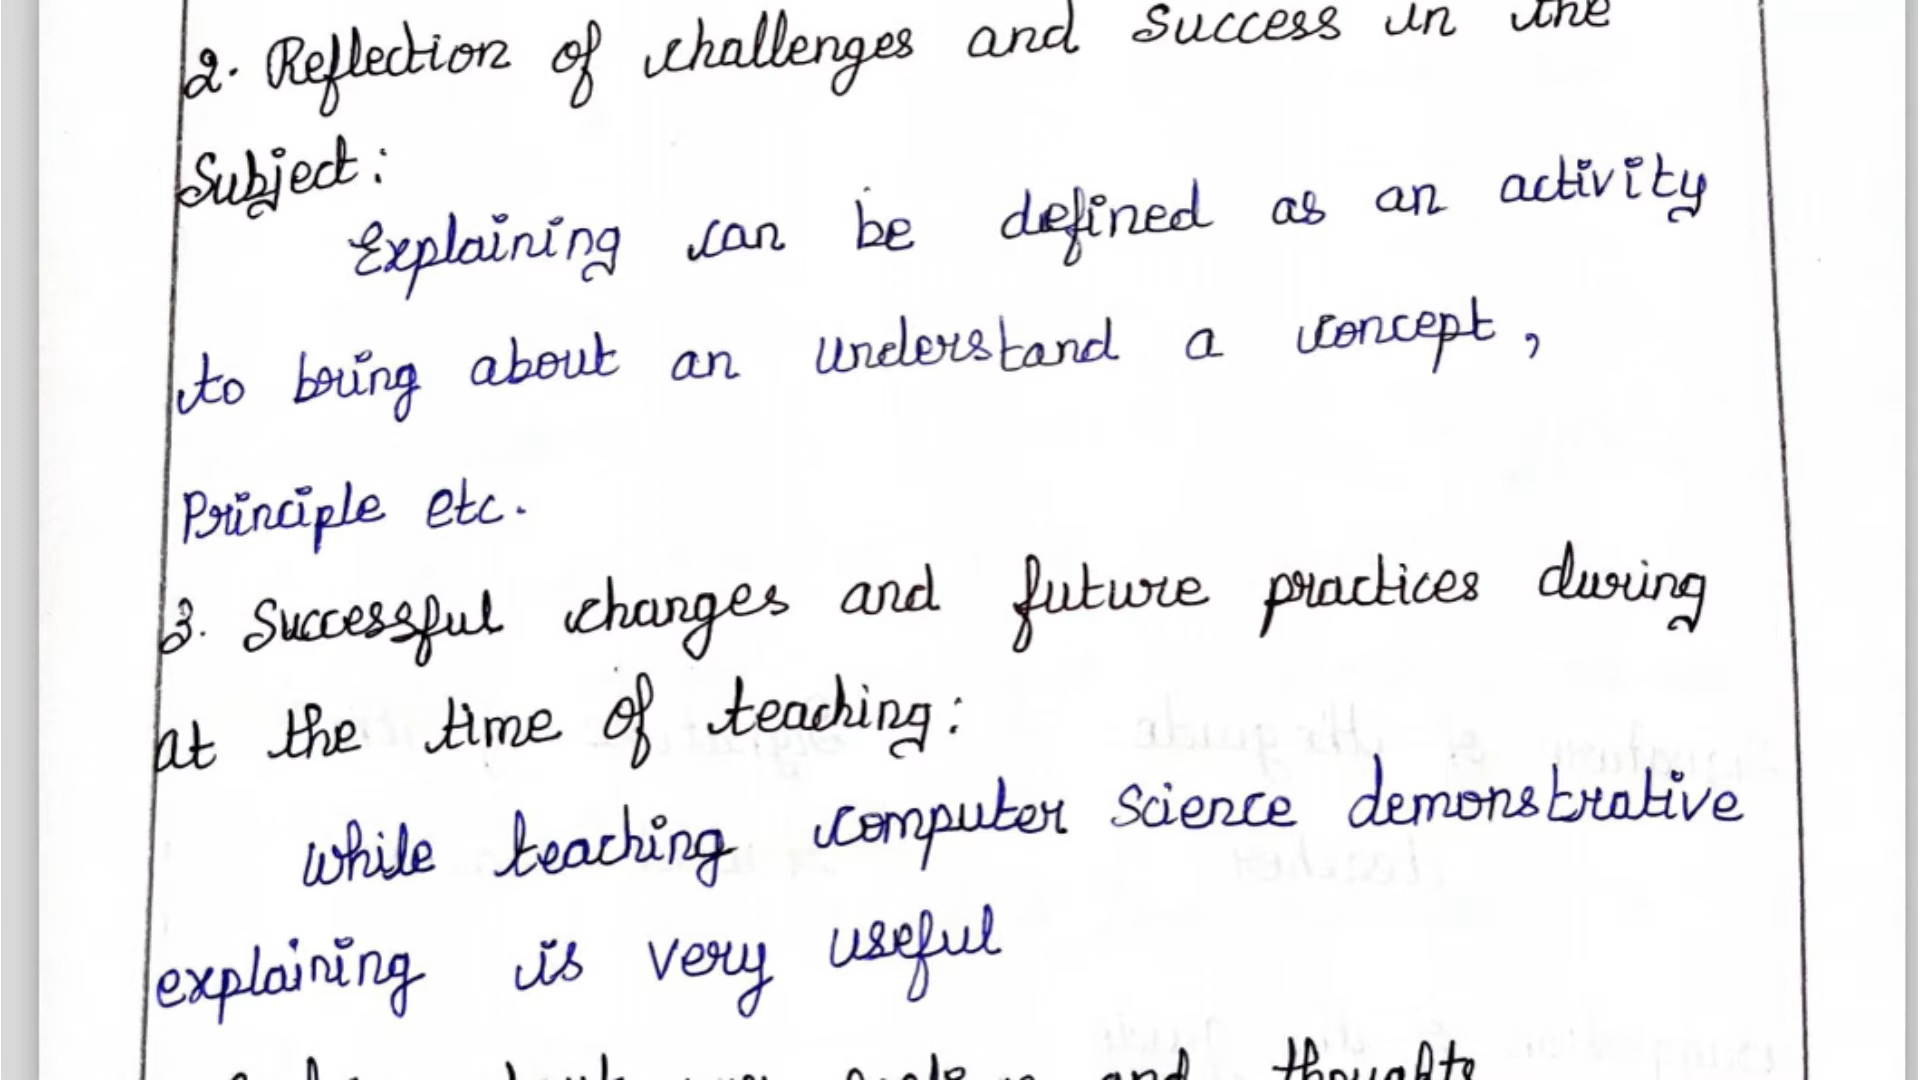 2. Reflection of challenges and Success in the
Subject:
Explaining can be defined as an activity
to bring about an understand a concept,
Principle etc.
3. Successful changes and future practices during
at the time of teaching:
while teaching computer Science demonstrative
explaining is very useful
and thoughts